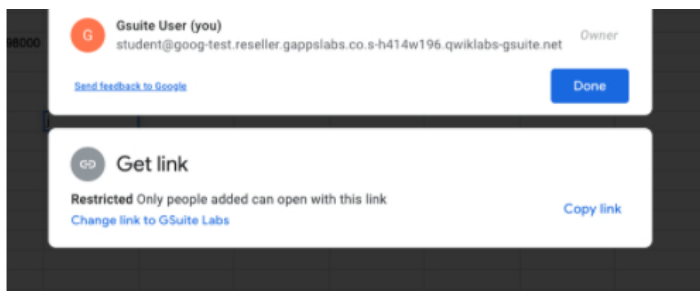 98000
G
Gsuite User (you)
student@goog-test.reseller.gappslabs.co.s-h414w196.qwiklabs-gsuite.net
Owner
Send feedback to Google
Done
Get link
Restricted Only people added can open with this link
Change link to GSuite Labs
Copy link